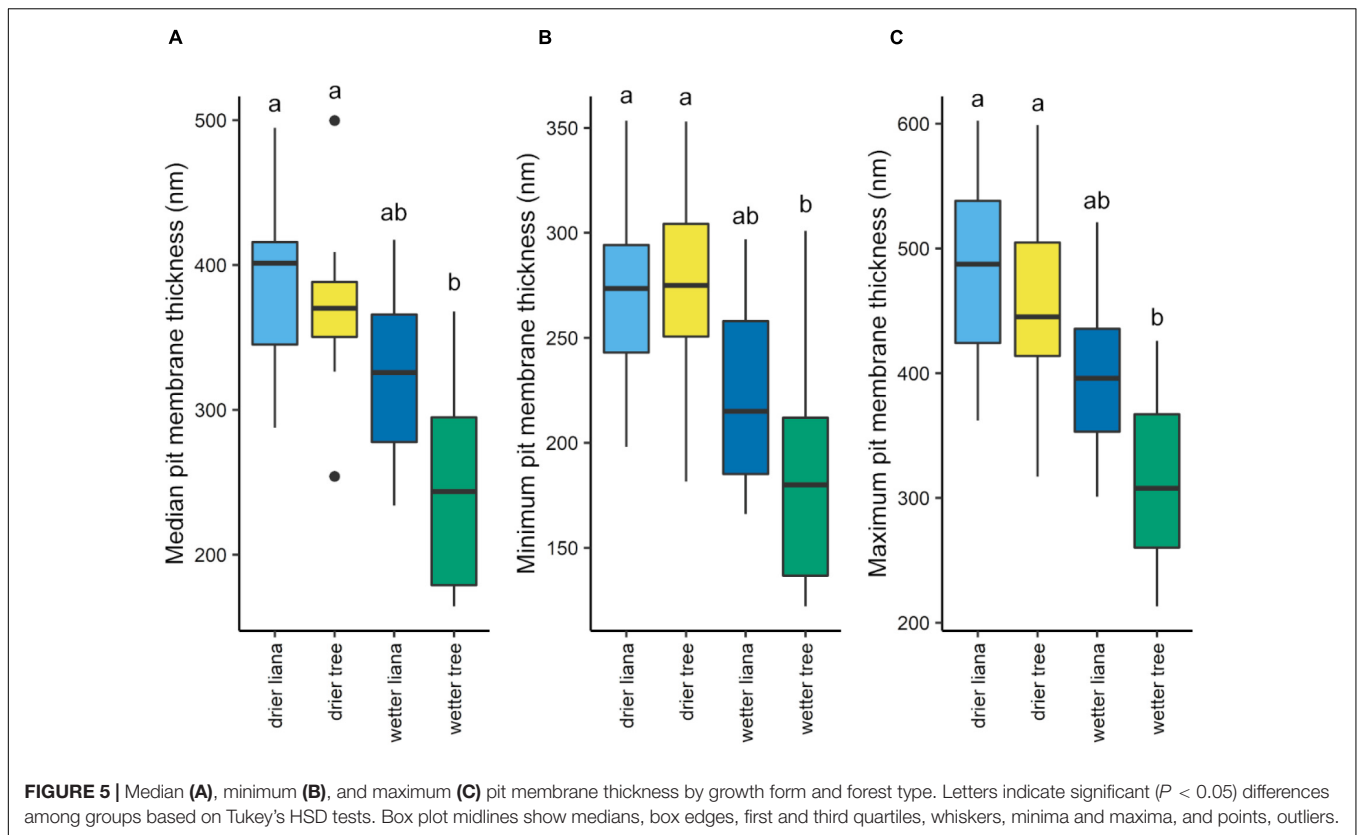 A
B
C
Median pit membrane thickness (nm)
500
400
300
200
a
a
ab
b
drier liana
drier tree
wetter liana
wetter tree
Minimum pit membrane thickness (nm)
350
300
250
200
150
a
a
ab
b
drier liana
drier tree
wetter liana
wetter tree
Maximum pit membrane thickness (nm)
600
500
400
300
200
a
a
ab
b
drier liana
drier tree
wetter liana
wetter tree
FIGURE 5 | Median (A), minimum (B), and maximum (C) pit membrane thickness by growth form and forest type. Letters indicate significant (P < 0.05) differences
among groups based on Tukey's HSD tests. Box plot midlines show medians, box edges, first and third quartiles, whiskers, minima and maxima, and points, outliers.